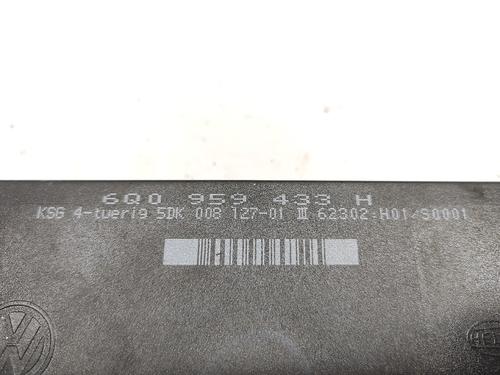 6Q0 959 433 H
KSG 4-tuerig 5DK 008 127-01 III 62302:H01/S0001